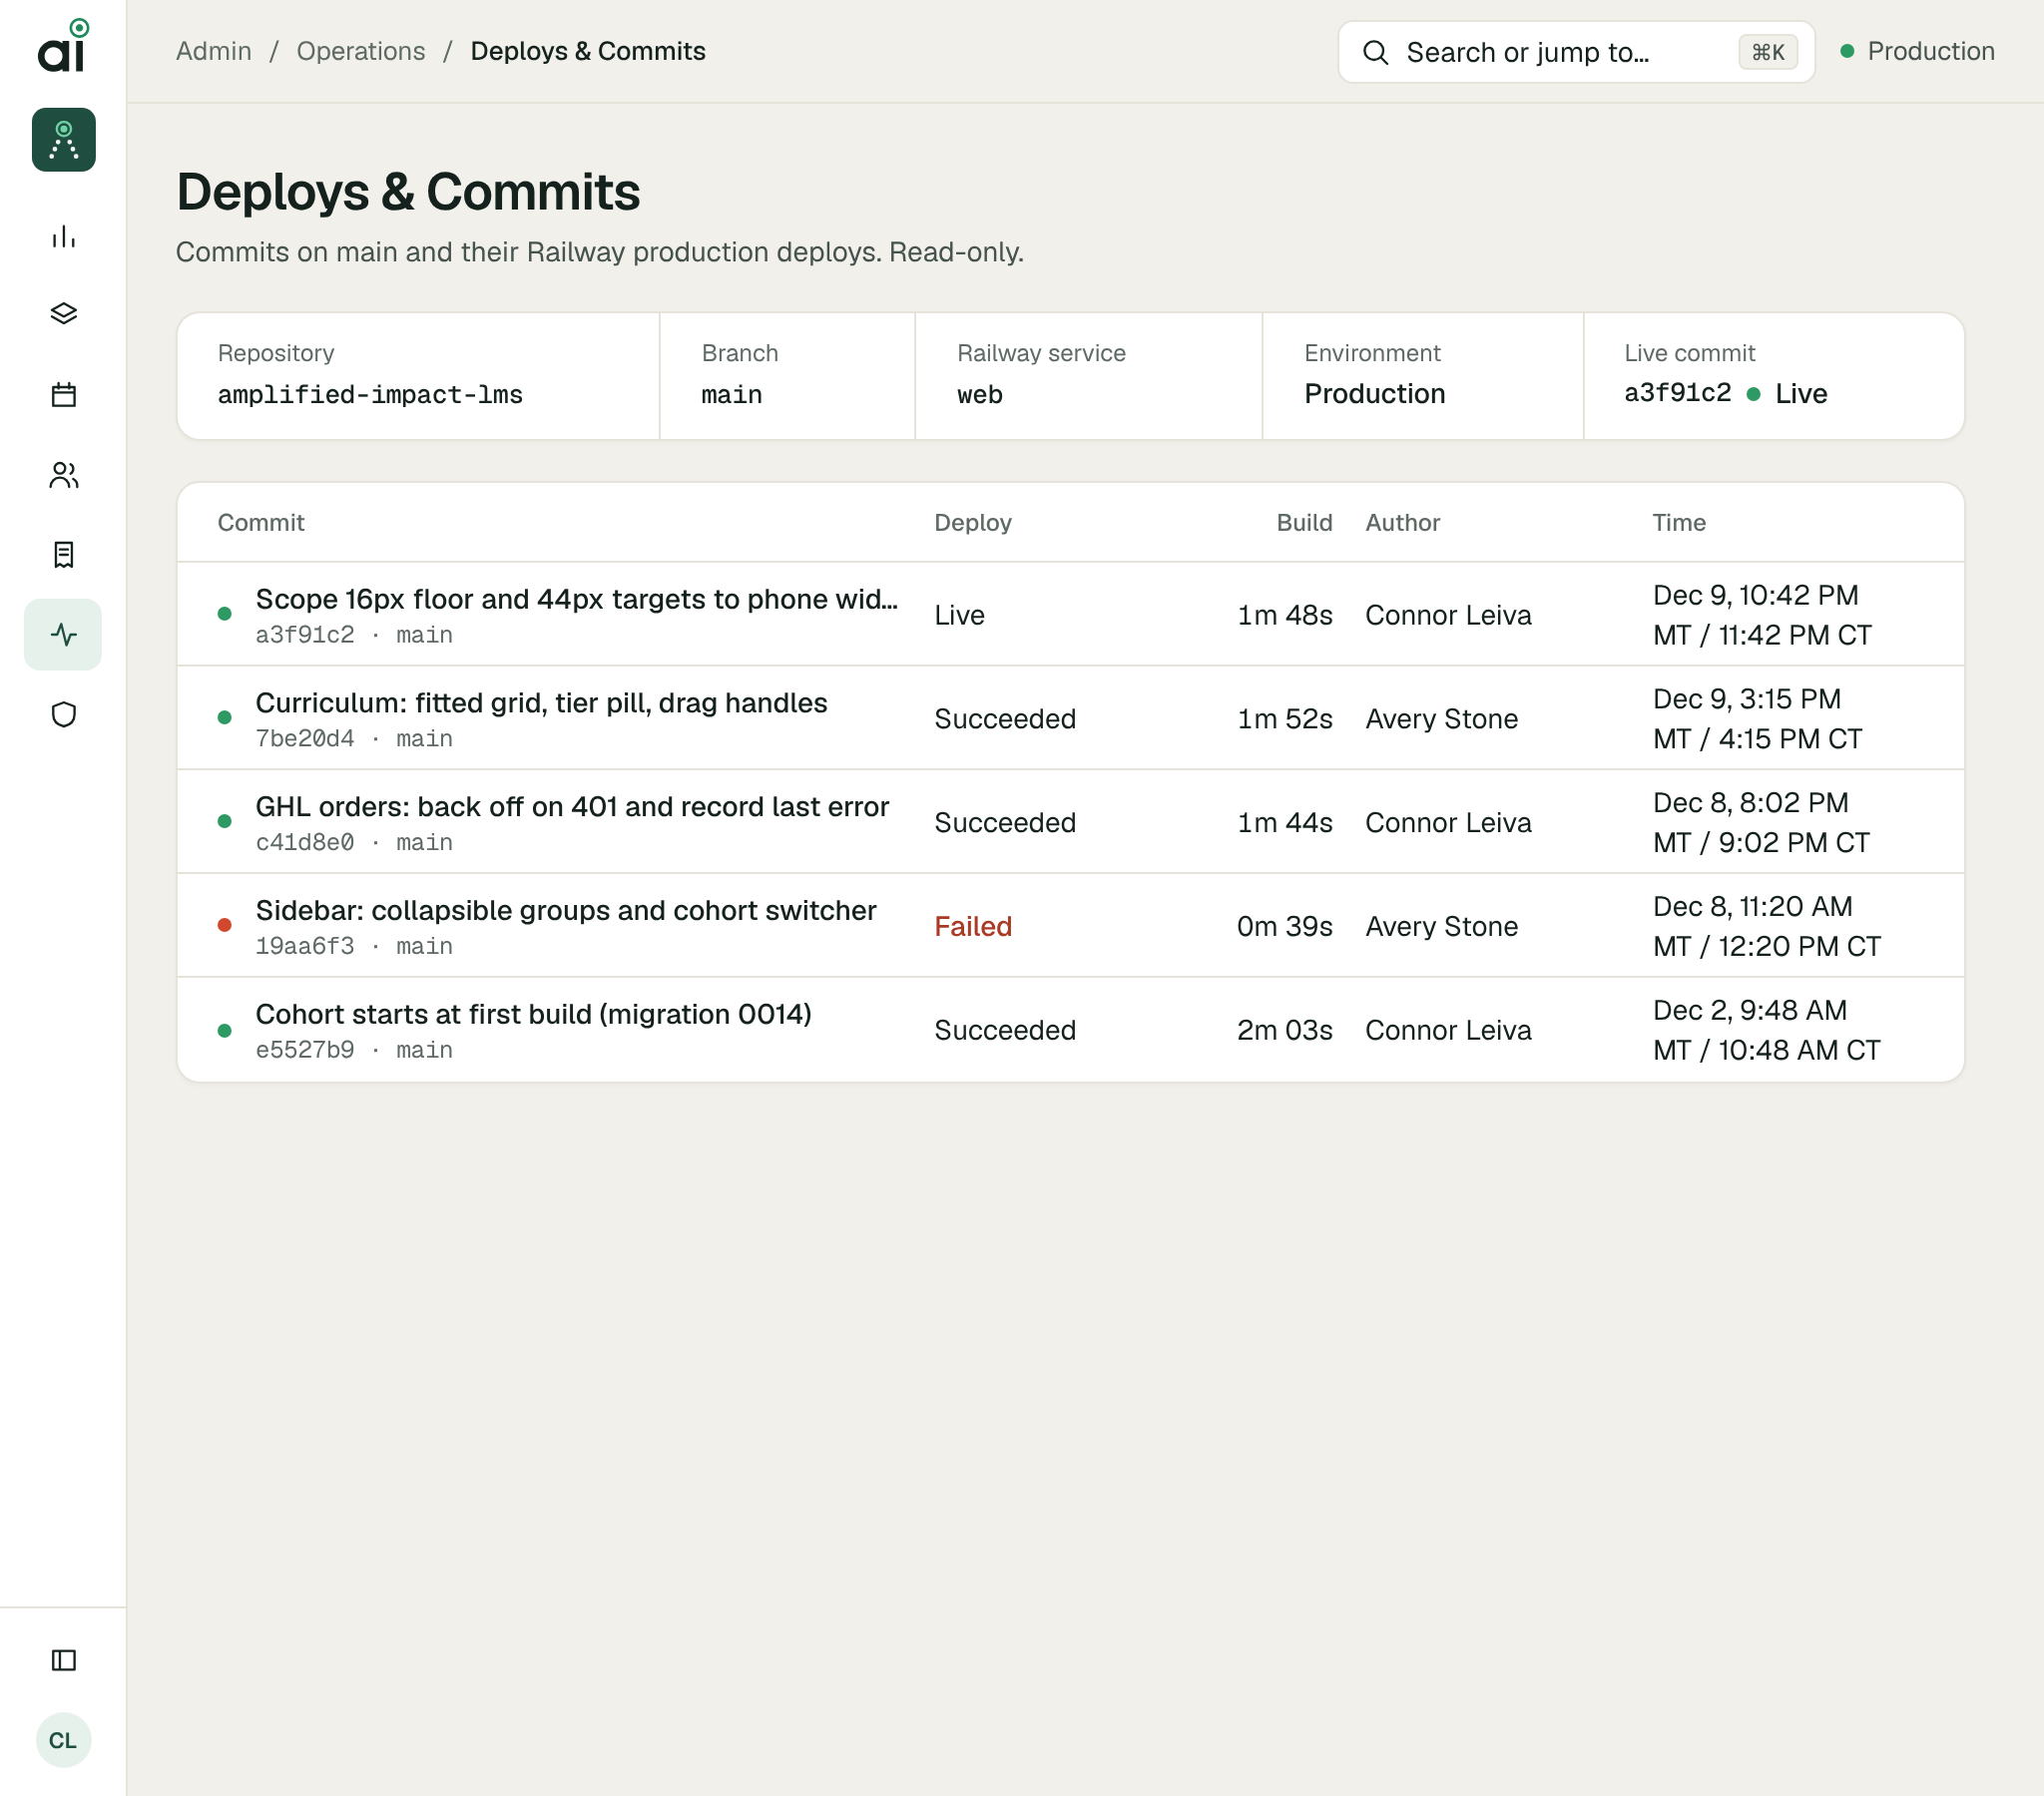 ai
Admin / Operations / Deploys & Commits
Search or jump to... ⌘K
Production
Deploys & Commits
Commits on main and their Railway production deploys. Read-only.
Repository
amplified-impact-lms
Branch
main
Railway service
web
Environment
Production
Live commit
a3f91c2 Live
Commit Deploy Build Author Time
Scope 16px floor and 44px targets to phone wid...
a3f91c2 · main
Live 1m 48s Connor Leiva
Dec 9, 10:42 PM
MT / 11:42 PM CT
Curriculum: fitted grid, tier pill, drag handles
7be20d4 · main
Succeeded 1m 52s Avery Stone
Dec 9, 3:15 PM
MT / 4:15 PM CT
GHL orders: back off on 401 and record last error
c41d8e0 · main
Succeeded 1m 44s Connor Leiva
Dec 8, 8:02 PM
MT / 9:02 PM CT
Sidebar: collapsible groups and cohort switcher
19aa6f3 · main
Failed 0m 39s Avery Stone
Dec 8, 11:20 AM
MT / 12:20 PM CT
Cohort starts at first build (migration 0014)
e5527b9 · main
Succeeded 2m 03s Connor Leiva
Dec 2, 9:48 AM
MT / 10:48 AM CT
CL